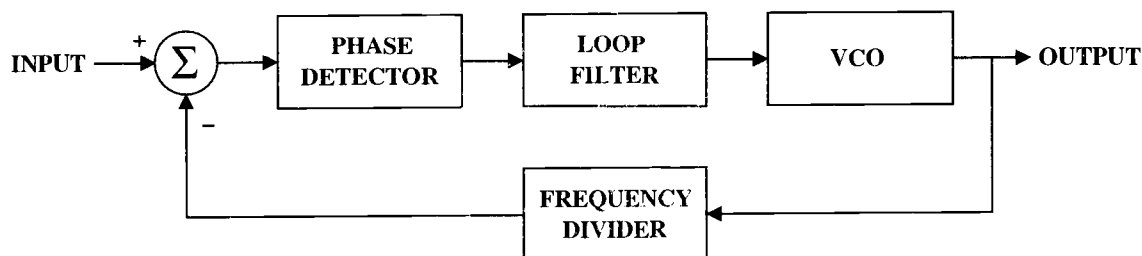 INPUT
+
Σ
−
PHASE
DETECTOR
LOOP
FILTER
VCO
OUTPUT
FREQUENCY
DIVIDER